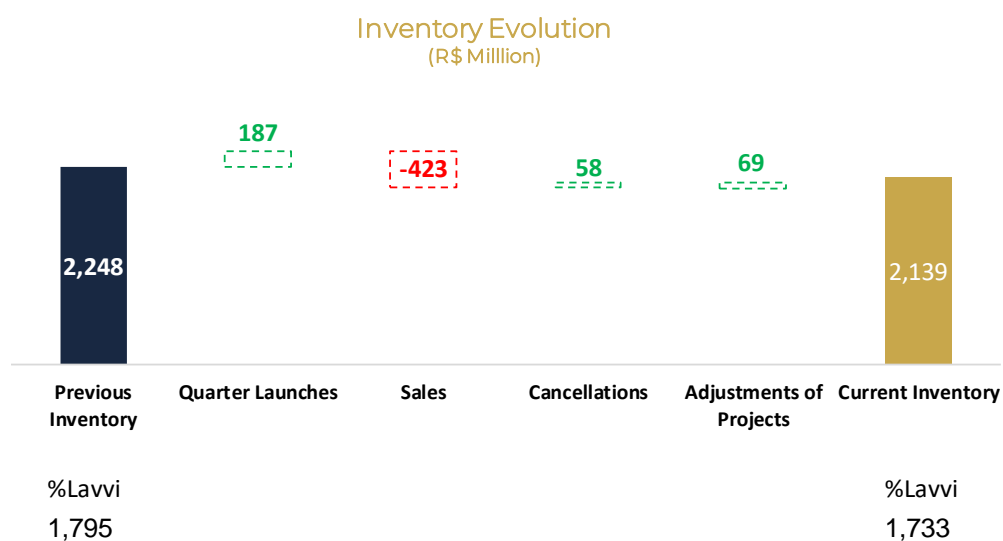 Inventory Evolution
(R$ Milllion)
187
-423
58
69
2,248
2,139
Previous
Inventory
Quarter Launches
Sales
Cancellations
Adjustments of
Projects
Current Inventory
%Lavvi
1,795
%Lavvi
1,733